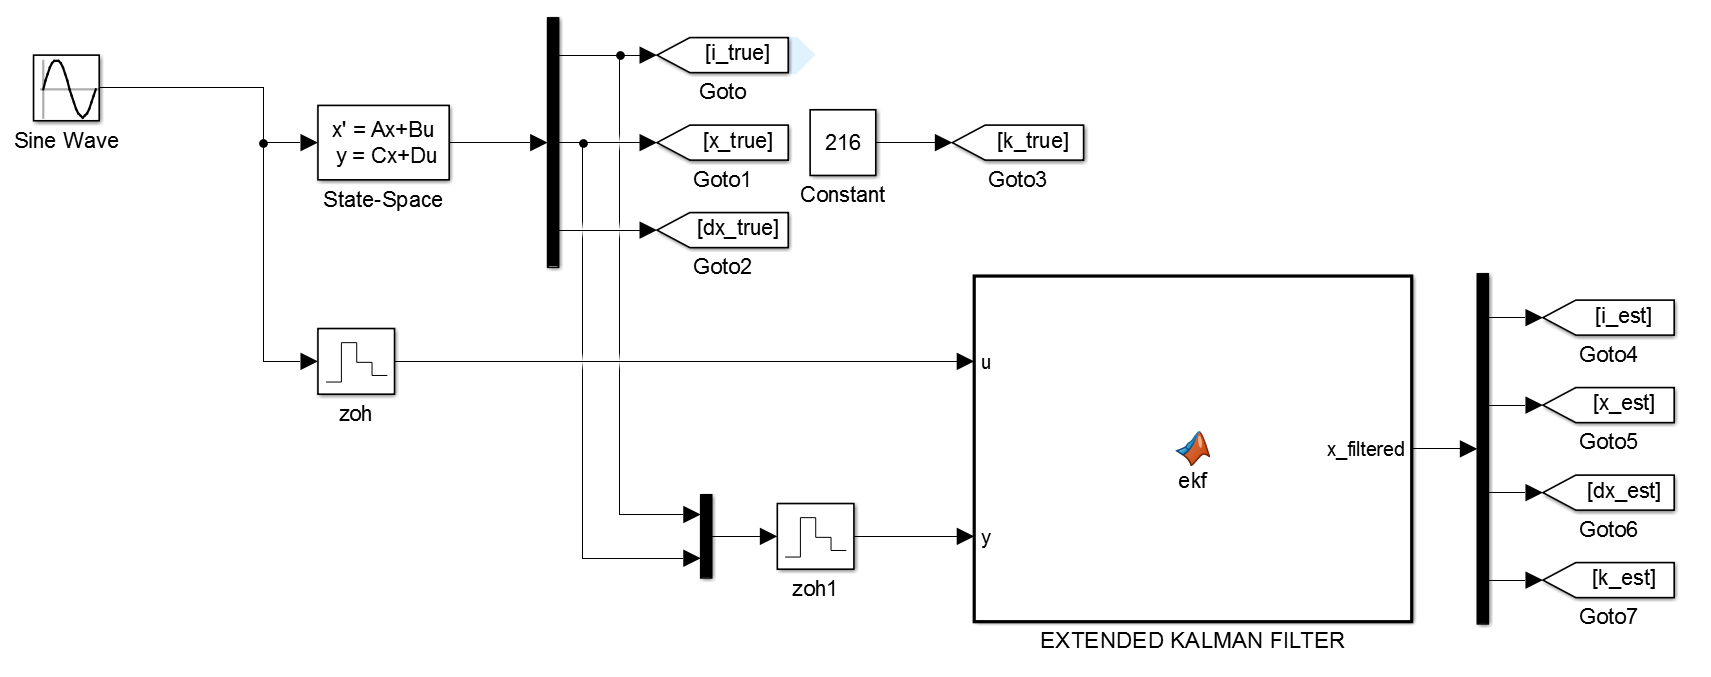 Sine Wave
x' = Ax+Bu
y = Cx+Du
State-Space
[i_true]
Goto
[x_true]
Goto1
[dx_true]
Goto2
216
Constant
[k_true]
Goto3
zoh
zoh1
u
y
ekf
x_filtered
EXTENDED KALMAN FILTER
[i_est]
Goto4
[x_est]
Goto5
[dx_est]
Goto6
[k_est]
Goto7